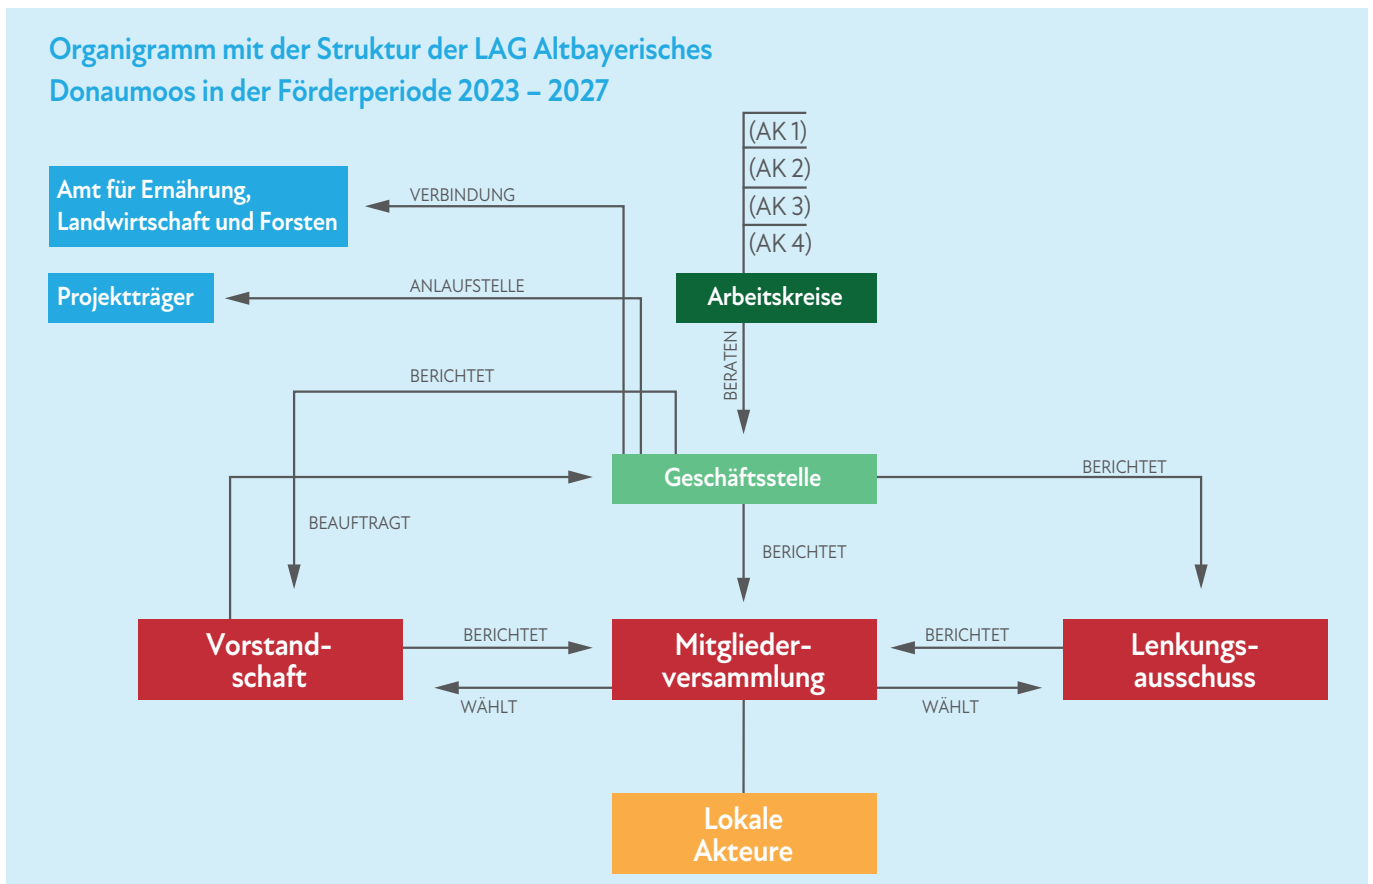 Organigramm mit der Struktur der LAG Altbayerisches
Donaumoos in der Förderperiode 2023 – 2027
(AK 1)
(AK 2)
(AK 3)
(AK 4)
Amt für Ernährung,
Landwirtschaft und Forsten
VERBINDUNG
Projektträger
ANLAUFSTELLE
Arbeitskreise
BERATEN
BERICHTET
Geschäftsstelle
BERICHTET
BEAUFTRAGT
BERICHTET
Vorstand-
schaft
BERICHTET
WÄHLT
Mitglieder-
versammlung
BERICHTET
WÄHLT
Lenkungs-
ausschuss
Lokale
Akteure